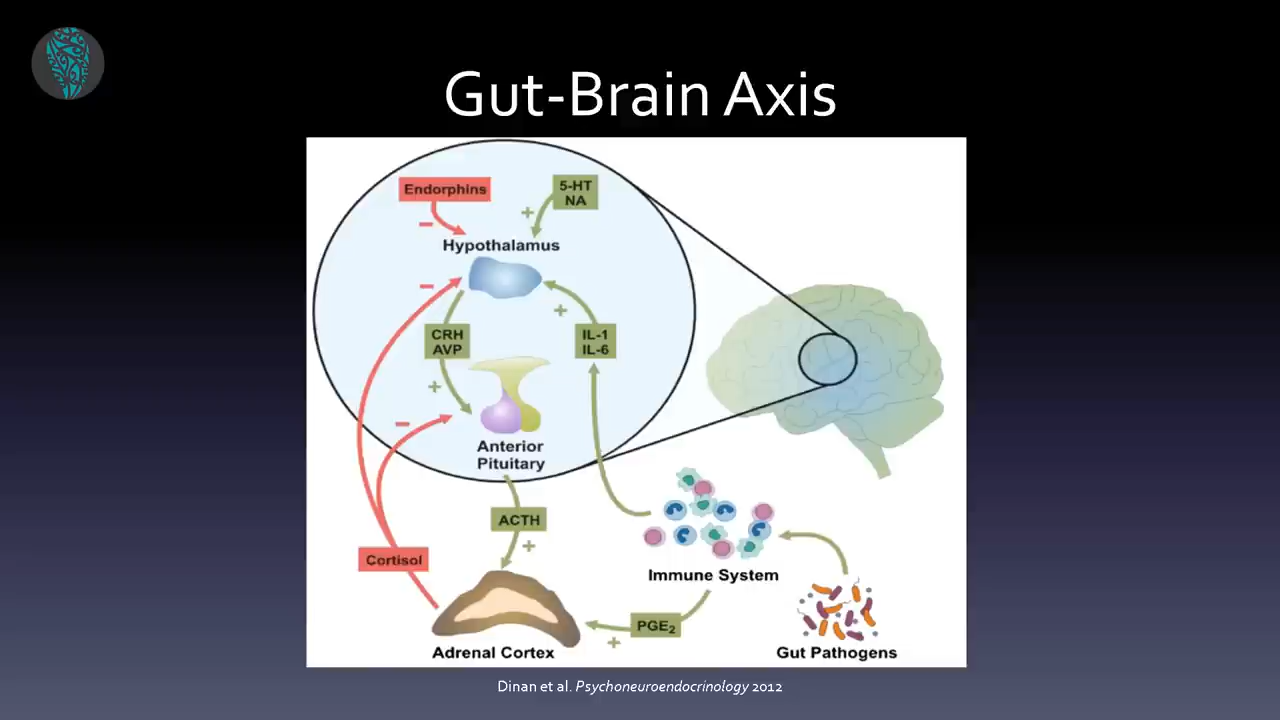 Gut-Brain Axis
Endorphins
5-HT
NA
+
−
Hypothalamus
−
+
CRH
AVP
IL-1
IL-6
+
−
Anterior
Pituitary
ACTH
+
Cortisol
Immune System
PGE₂
+
Adrenal Cortex
Gut Pathogens
Dinan et al. Psychoneuroendocrinology 2012